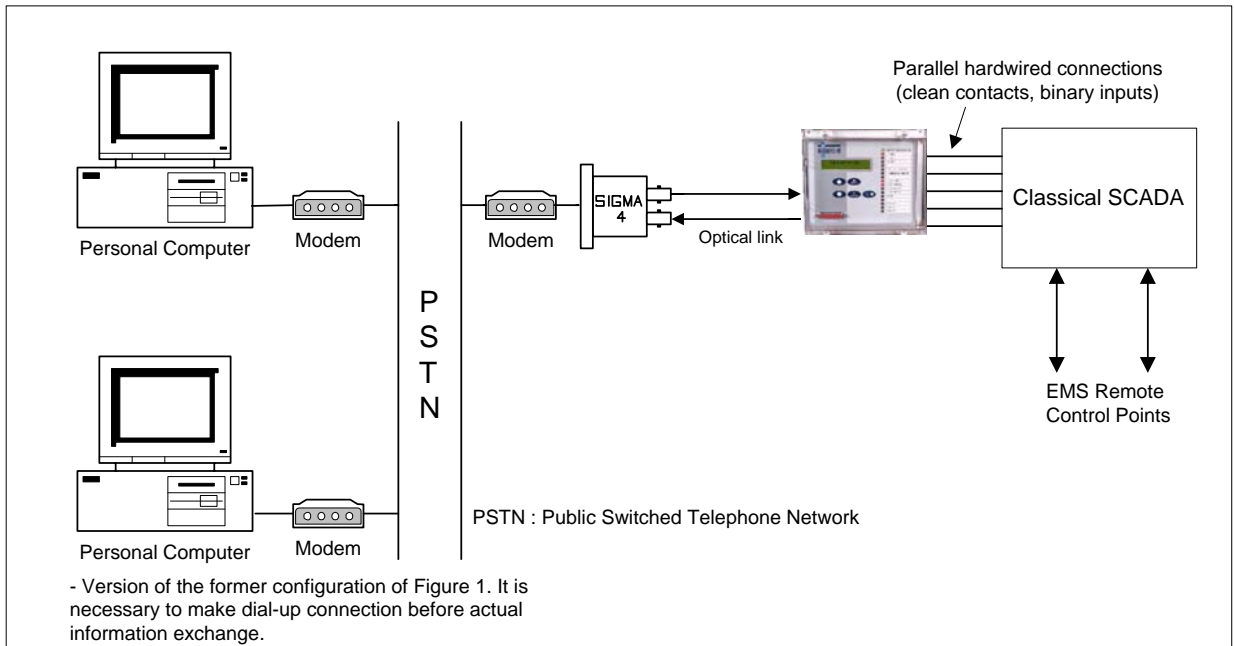 Parallel hardwired connections
(clean contacts, binary inputs)
SIGMA
4
Classical SCADA
Optical link
Personal Computer
Modem
Modem
P
S
T
N
EMS Remote
Control Points
PSTN : Public Switched Telephone Network
Personal Computer
Modem
- Version of the former configuration of Figure 1. It is
necessary to make dial-up connection before actual
information exchange.